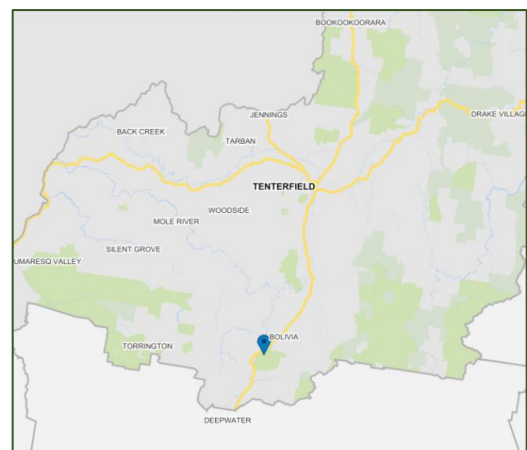 BOOKOOKOORARA
DRAKE VILLAGE
JENNINGS
BACK CREEK
TARBAN
TENTERFIELD
WOODSIDE
MOLE RIVER
SILENT GROVE
UMARESQ VALLEY
BOLIVIA
TORRINGTON
DEEPWATER